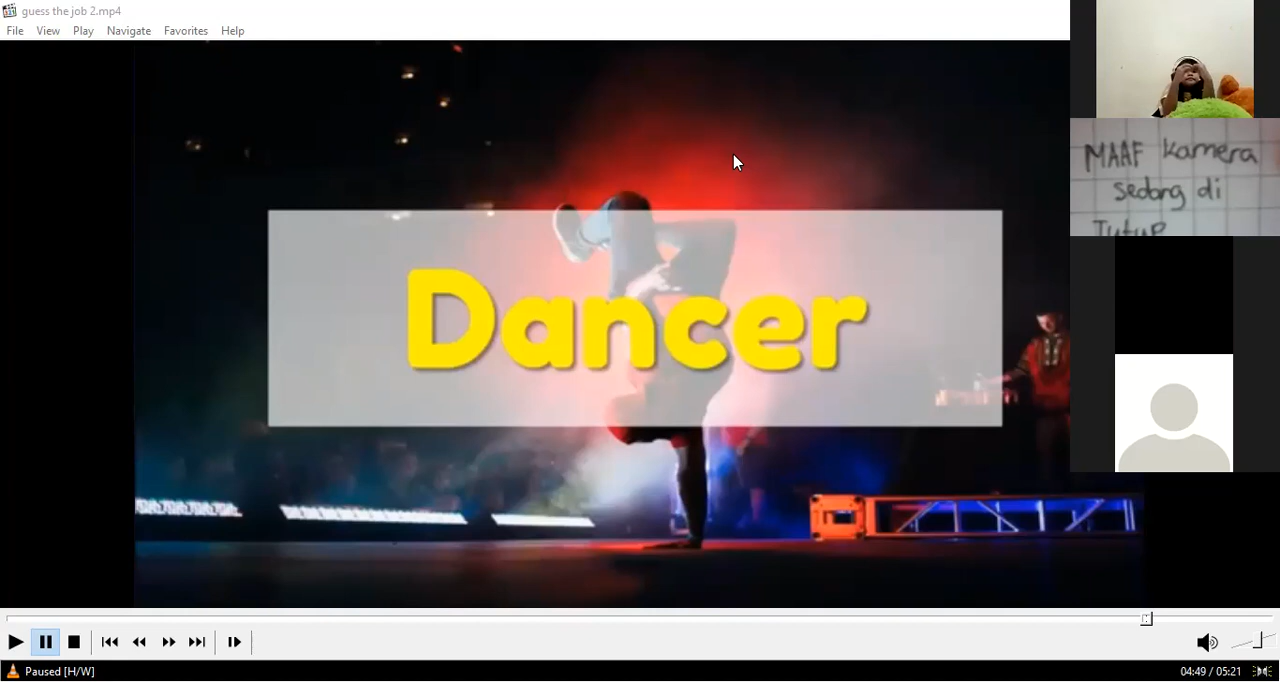 guess the job 2.mp4
File View Play Navigate Favorites Help
Dancer
MAAF Kamera
Sedang di
Tutup
Paused [H/W]
04:49 / 05:21